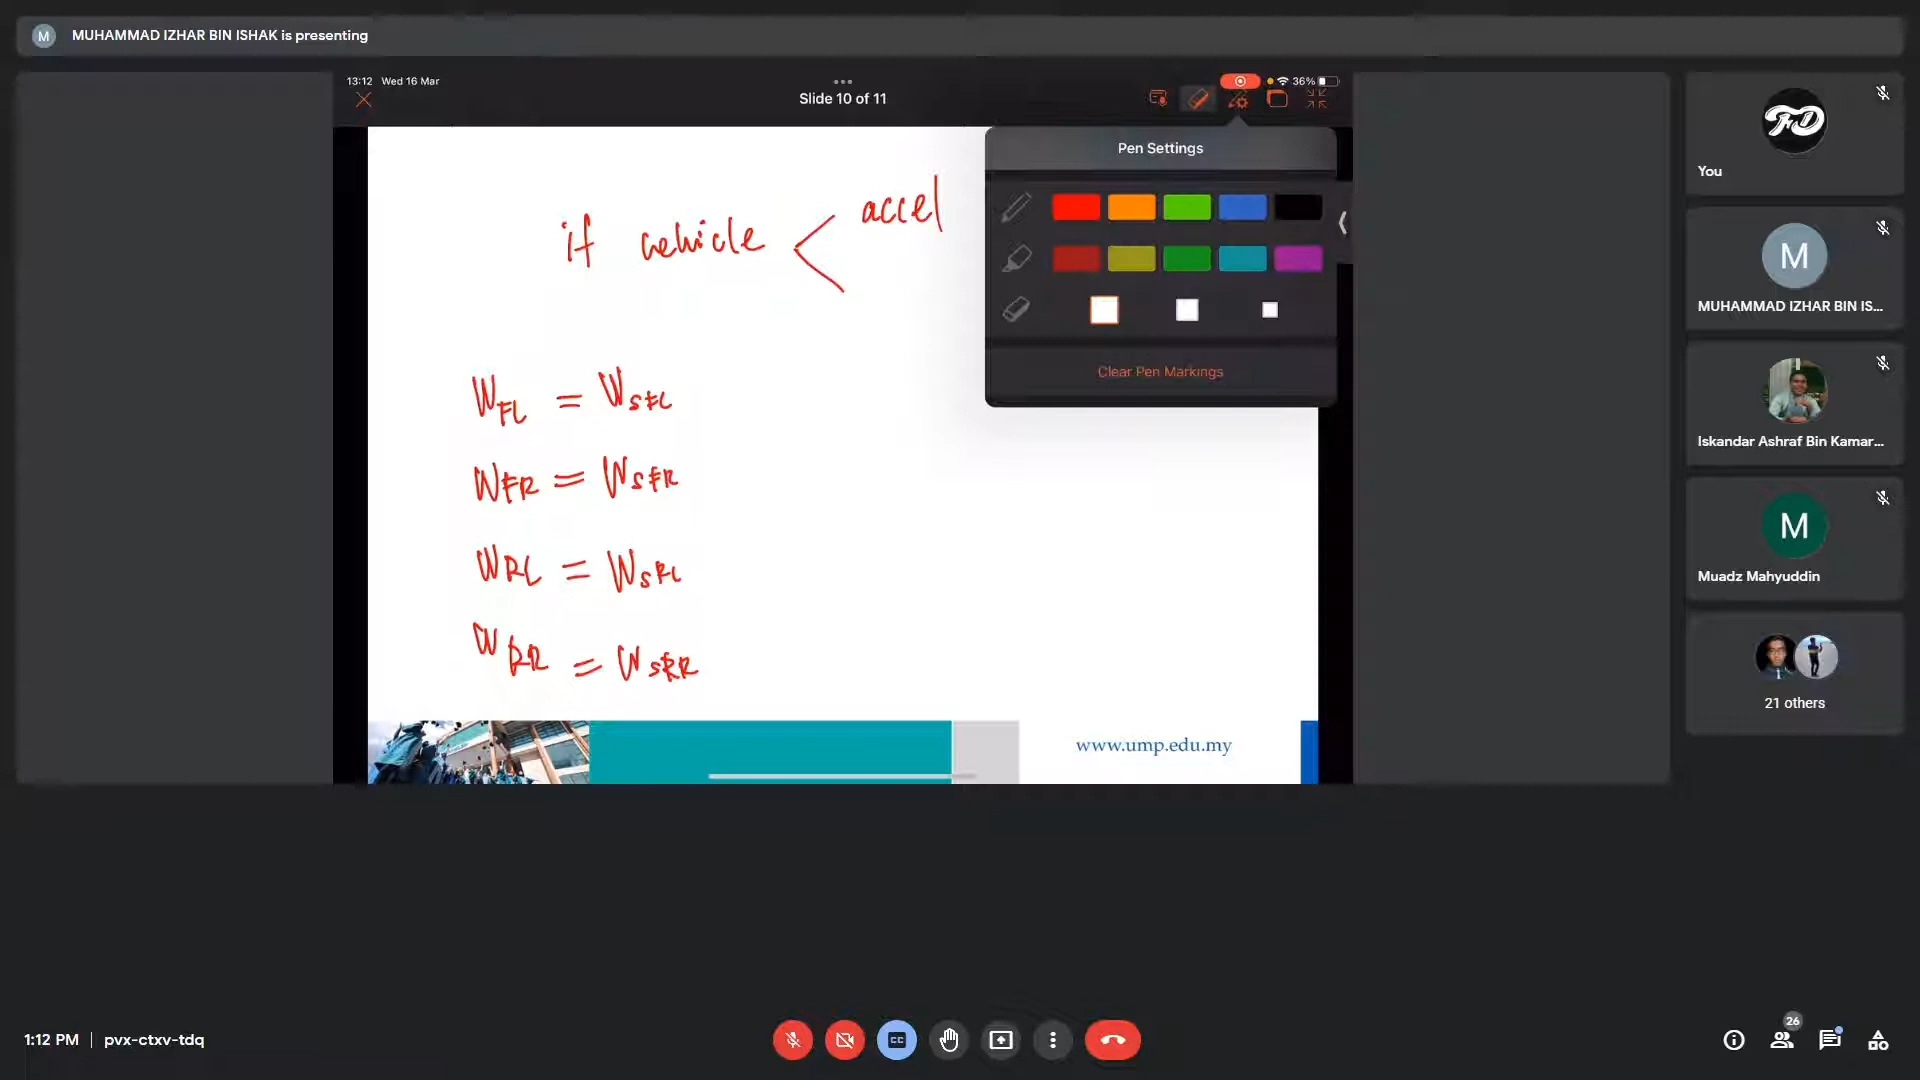 MUHAMMAD IZHAR BIN ISHAK is presenting
M
13:12 Wed 16 Mar
36%
Slide 10 of 11
Pen Settings
Clear Pen Markings
if vehicle < accel
WFL = WSFL
WFR = WSFR
WRL = WSRL
WRR = WSRR
www.ump.edu.my
FD
You
M
MUHAMMAD IZHAR BIN IS...
Iskandar Ashraf Bin Kamar...
M
Muadz Mahyuddin
21 others
1:12 PM | pvx-ctxv-tdq
CC
26